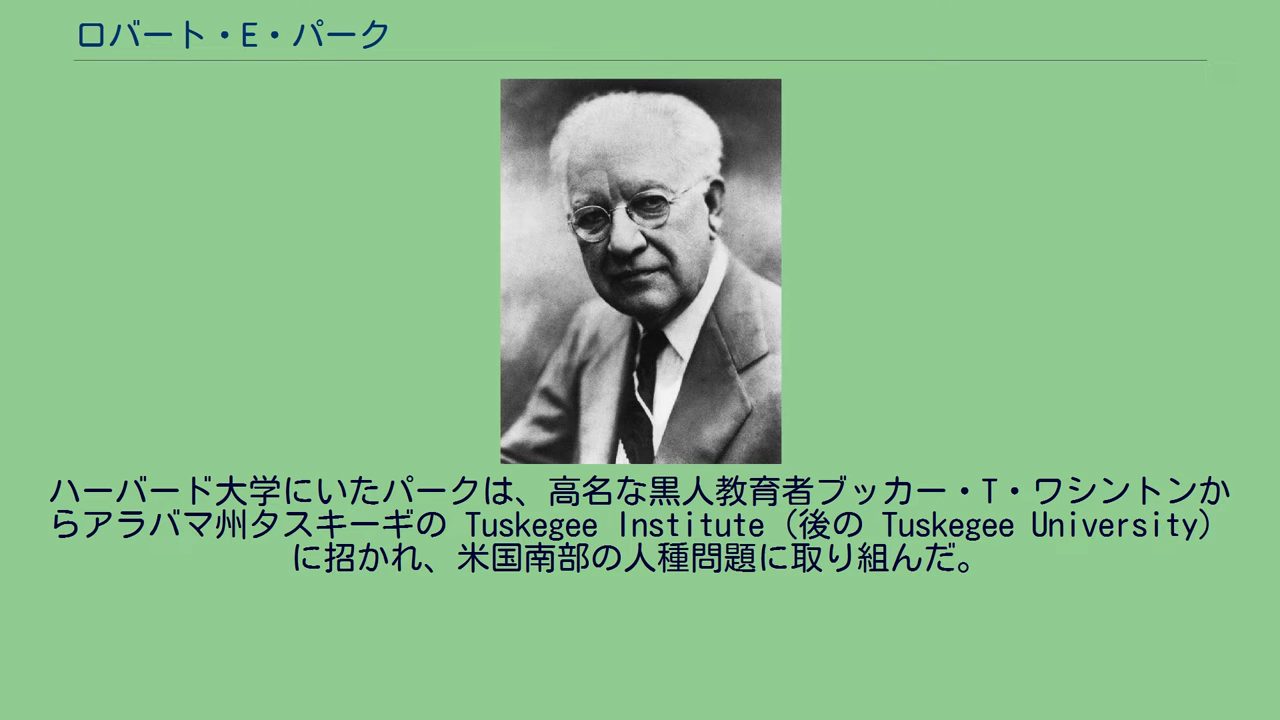 ロバート・E・パーク
ハーバード大学にいたパークは、高名な黒人教育者ブッカー・T・ワシントンか
らアラバマ州タスキーギの Tuskegee Institute（後の Tuskegee University）
に招かれ、米国南部の人種問題に取り組んだ。